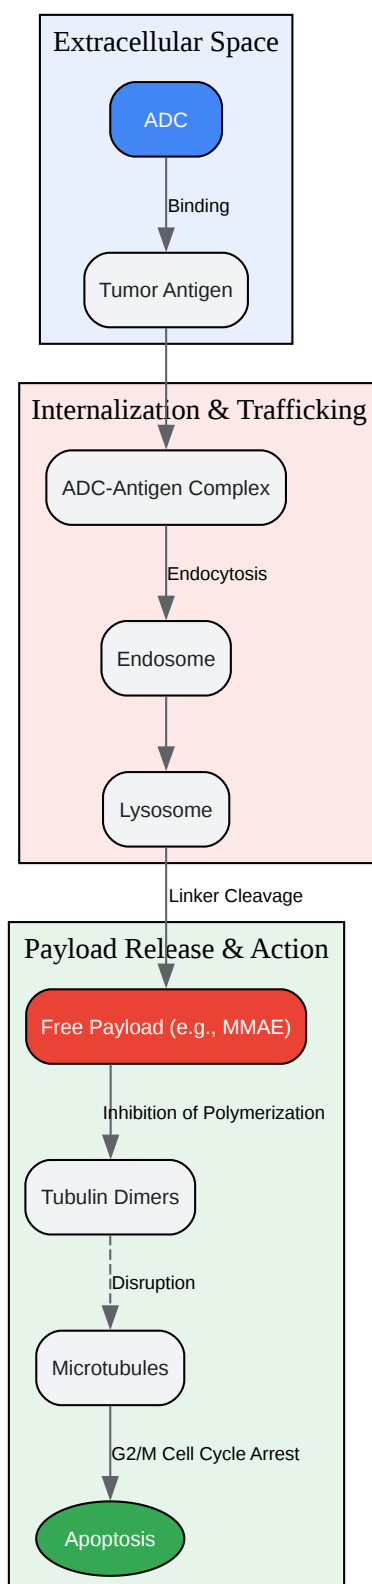 Extracellular Space
ADC
Binding
Tumor Antigen
Internalization & Trafficking
ADC-Antigen Complex
Endocytosis
Endosome
Lysosome
Linker Cleavage
Payload Release & Action
Free Payload (e.g., MMAE)
Inhibition of Polymerization
Tubulin Dimers
Disruption
Microtubules
G2/M Cell Cycle Arrest
Apoptosis